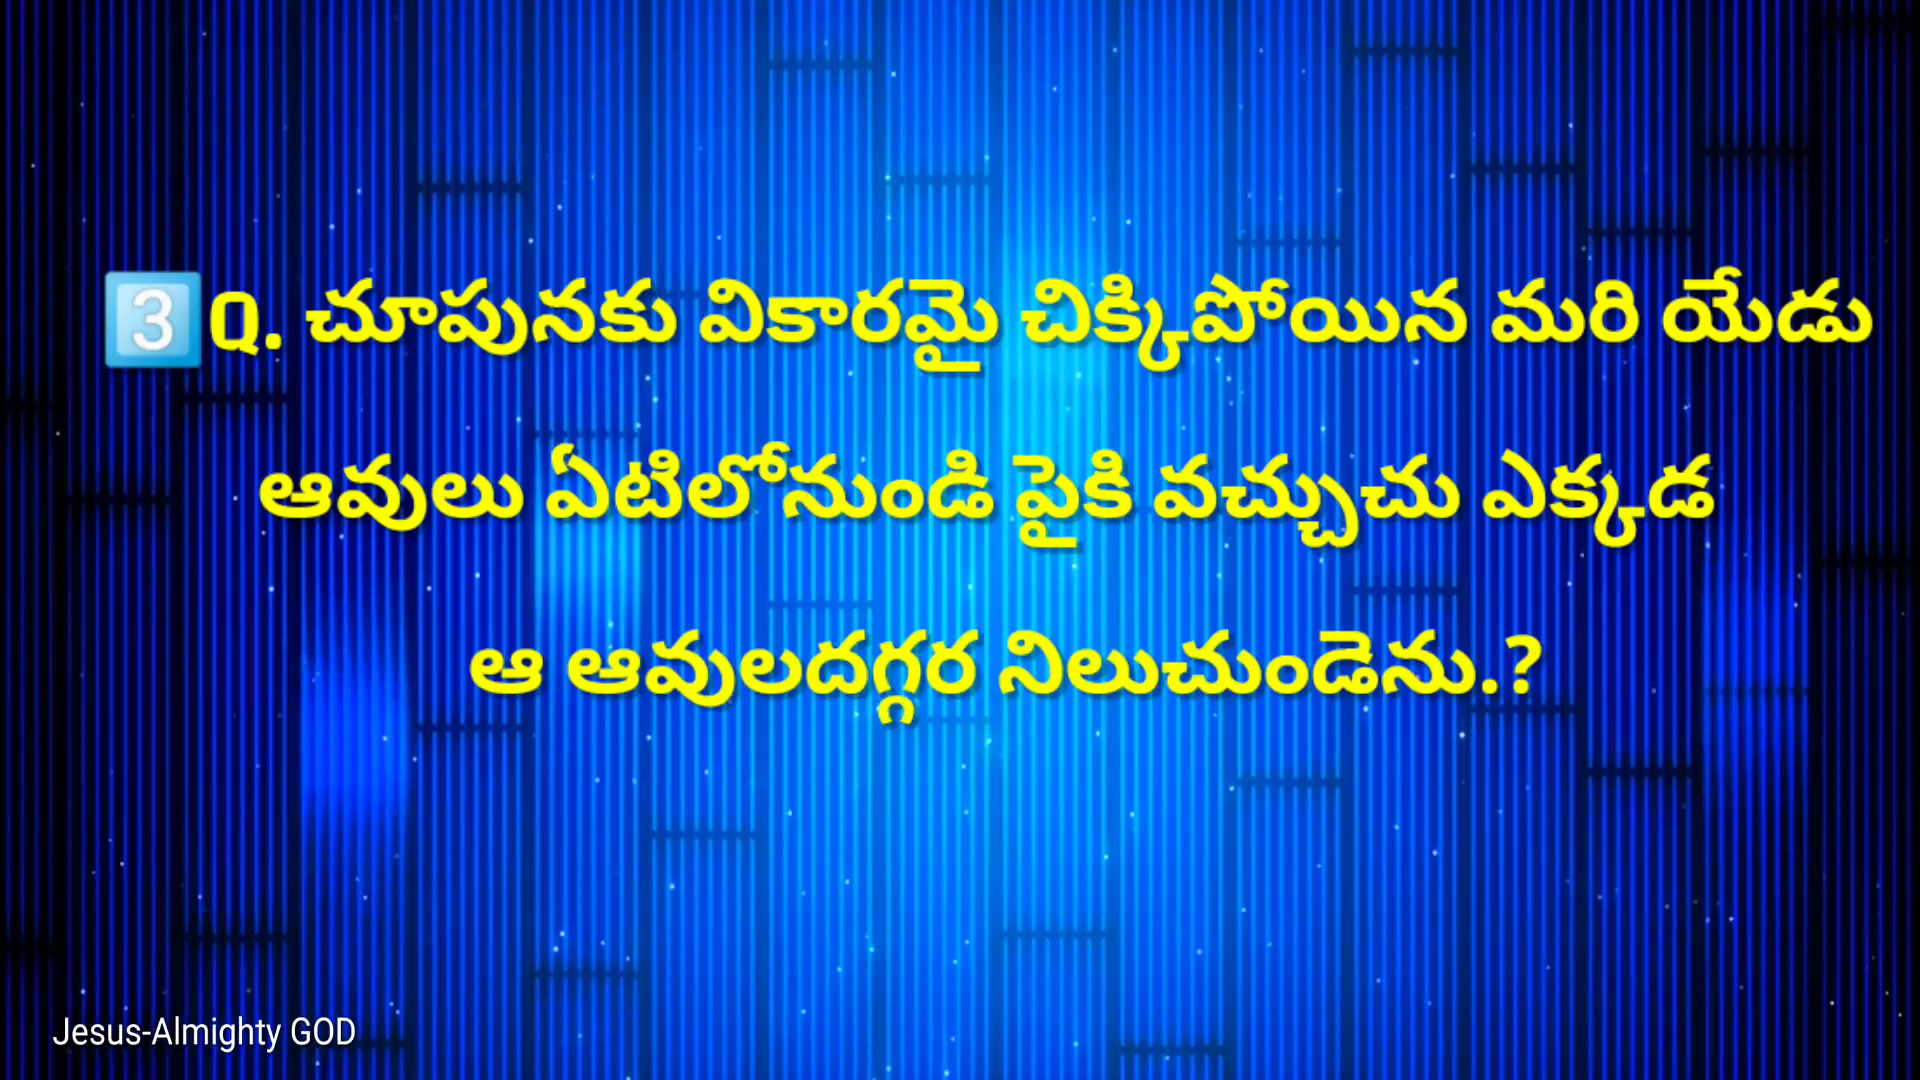 3️⃣Q. చూపునకు వికారమై చిక్కిపోయిన మరి యేడు
ఆవులు ఏటిలోనుండి పైకి వచ్చుచు ఎక్కడ
ఆ ఆవులదగ్గర నిలుచుండెను.?
Jesus-Almighty GOD